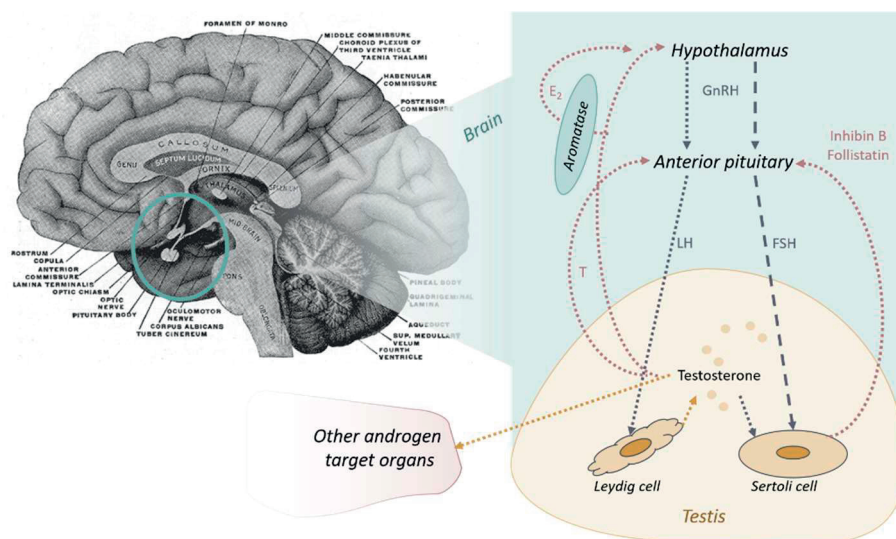 FORAMEN OF MONRO
MIDDLE COMMISSURE
CHOROID PLEXUS OF
THIRD VENTRICLE
TAENIA THALAMI
HABENULAR
COMMISSURE
POSTERIOR
COMMISSURE
CALLOSUM
GENU
SEPTUM LUCIDUM
FORNIX
THALAMUS
SPLENIUM
MID BRAIN
PONS
ROSTRUM
COPULA
ANTERIOR
COMMISSURE
LAMINA TERMINALIS
OPTIC CHIASM
OPTIC
NERVE
PITUITARY BODY
OCULOMOTOR
NERVE
CORPUS ALBICANS
TUBER CINEREUM
PINEAL BODY
QUADRIGEMINAL
LAMINA
AQUEDUCT
SUP. MEDULLARY
VELUM
FOURTH
VENTRICLE
Brain
Hypothalamus
E2
Aromatase
GnRH
Inhibin B
Follistatin
Anterior pituitary
T
LH
FSH
Testosterone
Other androgen
target organs
Leydig cell
Sertoli cell
Testis